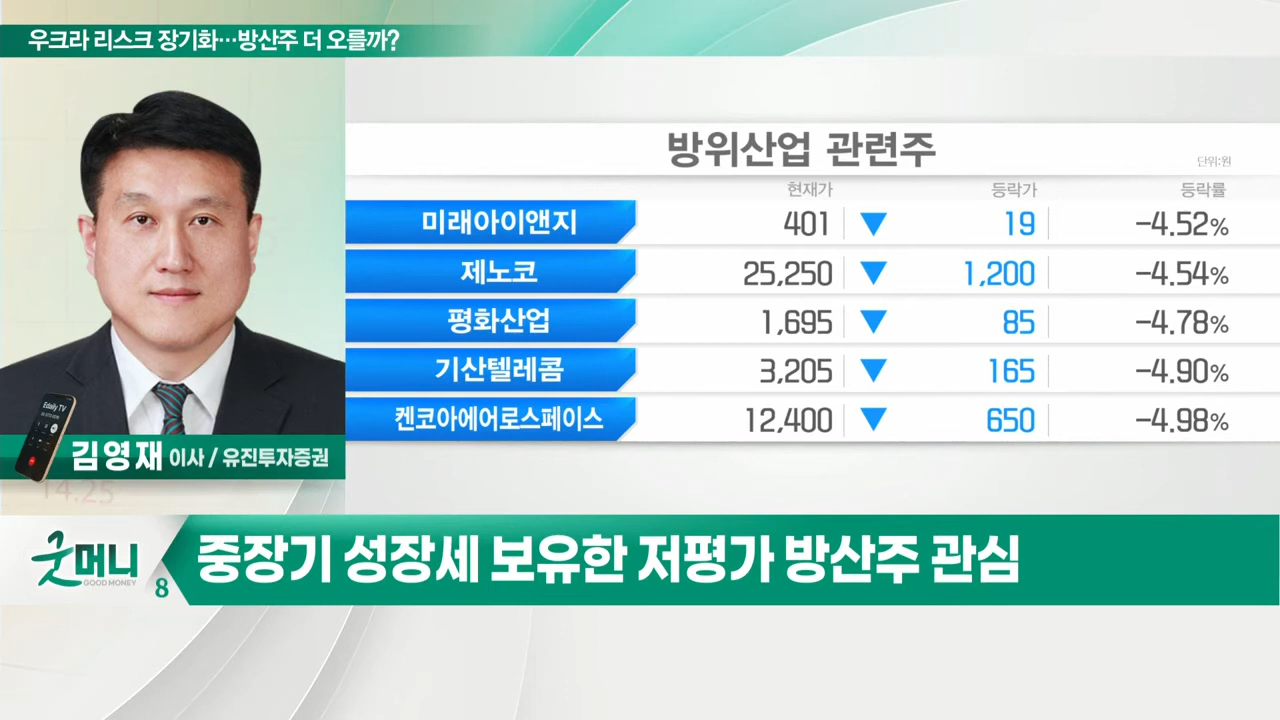 우크라 리스크 장기화…방산주 더 오를까?
방위산업 관련주
단위:원
현재가 등락가 등락률
미래아이앤지 401 ▼ 19 -4.52%
제노코 25,250 ▼ 1,200 -4.54%
평화산업 1,695 ▼ 85 -4.78%
기산텔레콤 3,205 ▼ 165 -4.90%
켄코아에어로스페이스 12,400 ▼ 650 -4.98%
Edaily TV
김영재 이사 / 유진투자증권
14.25
굿머니
GOOD MONEY
8
중장기 성장세 보유한 저평가 방산주 관심